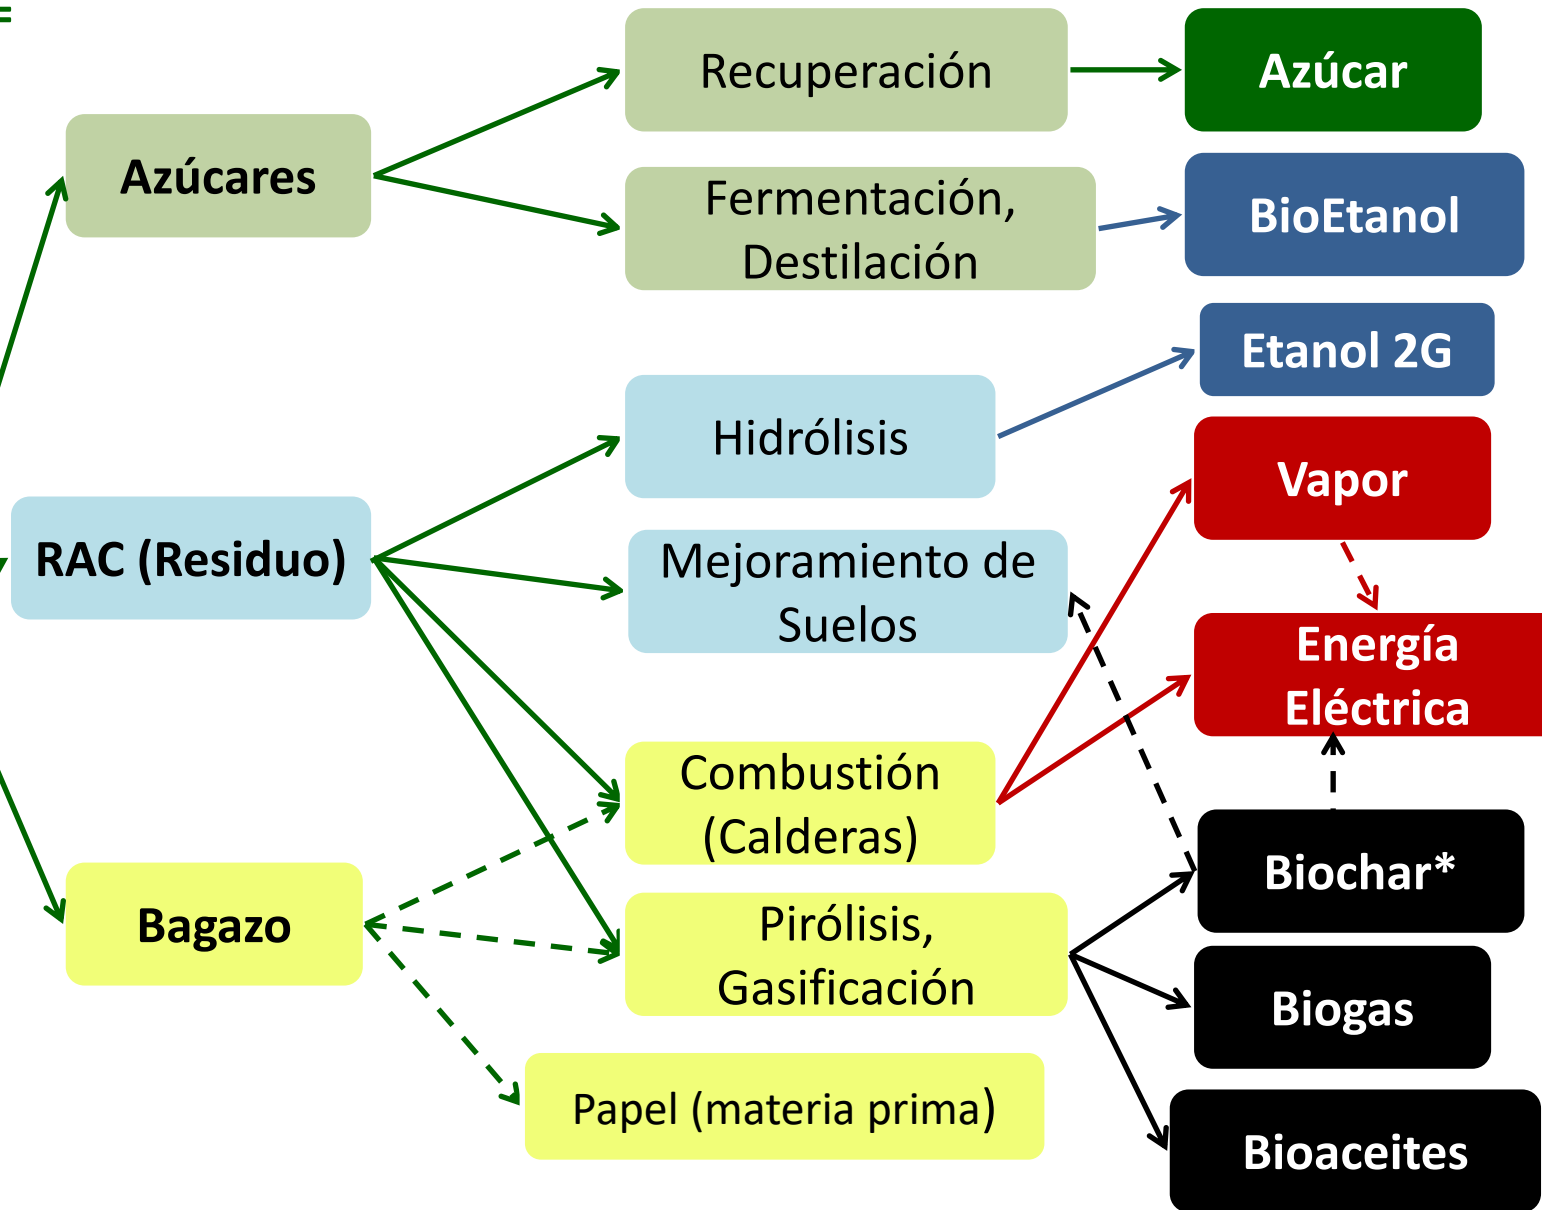 =
Azúcares
Recuperación
Azúcar
Fermentación,
Destilación
BioEtanol
RAC (Residuo)
Hidrólisis
Etanol 2G
Mejoramiento de
Suelos
Vapor
Energía
Eléctrica
Combustión
(Calderas)
Bagazo
Pirólisis,
Gasificación
Papel (materia prima)
Biochar*
Biogas
Bioaceites